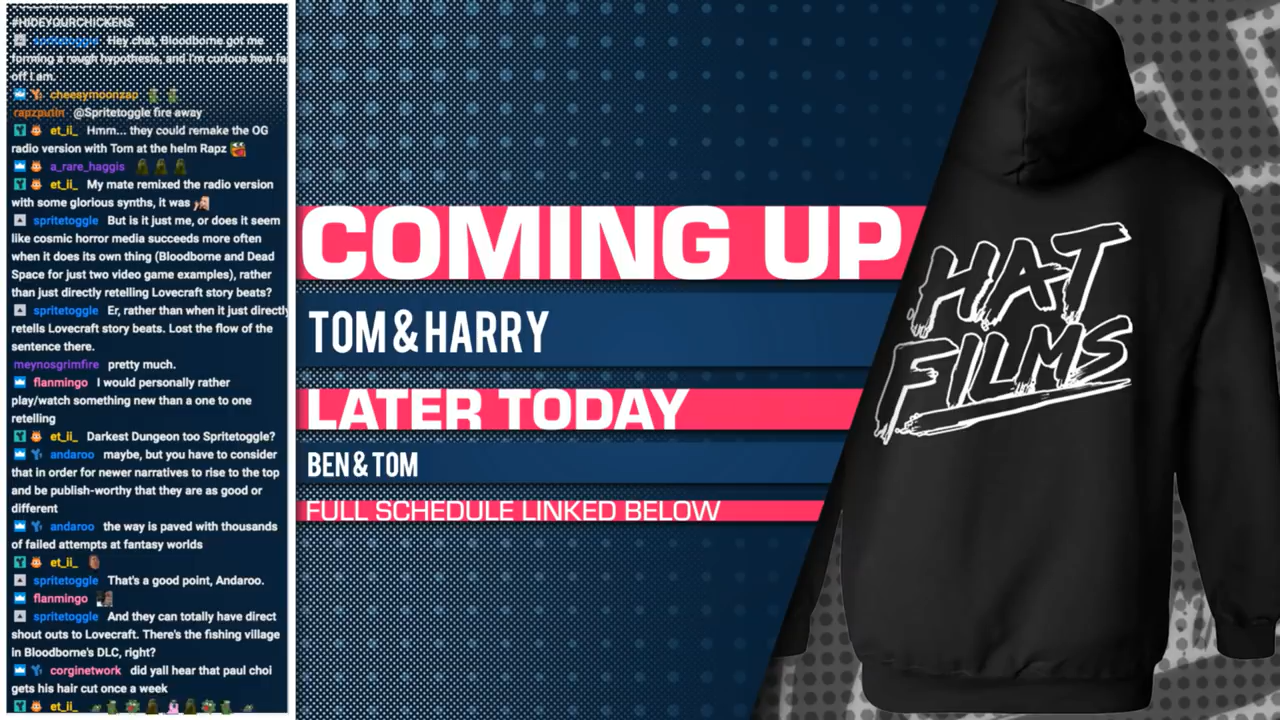 #HIDEYOURCHICKENS
spritetoggle Hey chat, Bloodborne got me
forming a rough hypothesis, and I'm curious how fa
off I am.
cheesymoonzap
rapzputin @Spritetoggle fire away
et_ii_ Hmm... they could remake the OG
radio version with Tom at the helm Rapz
a_rare_haggis
et_ii_ My mate remixed the radio version
with some glorious synths, it was
spritetoggle But is it just me, or does it seem
like cosmic horror media succeeds more often
when it does its own thing (Bloodborne and Dead
Space for just two video game examples), rather
than just directly retelling Lovecraft story beats?
spritetoggle Er, rather than when it just directly
retells Lovecraft story beats. Lost the flow of the
sentence there.
meynosgrimfire pretty much.
flanmingo I would personally rather
play/watch something new than a one to one
retelling
et_ii_ Darkest Dungeon too Spritetoggle?
andaroo maybe, but you have to consider
that in order for newer narratives to rise to the top
and be publish-worthy that they are as good or
different
andaroo the way is paved with thousands
of failed attempts at fantasy worlds
et_ii_
spritetoggle That's a good point, Andaroo.
flanmingo
spritetoggle And they can totally have direct
shout outs to Lovecraft. There's the fishing village
in Bloodborne's DLC, right?
corginetwork did yall hear that paul choi
gets his hair cut once a week
et_ii_
COMING UP
TOM & HARRY
LATER TODAY
BEN & TOM
FULL SCHEDULE LINKED BELOW
HAT
FILMS